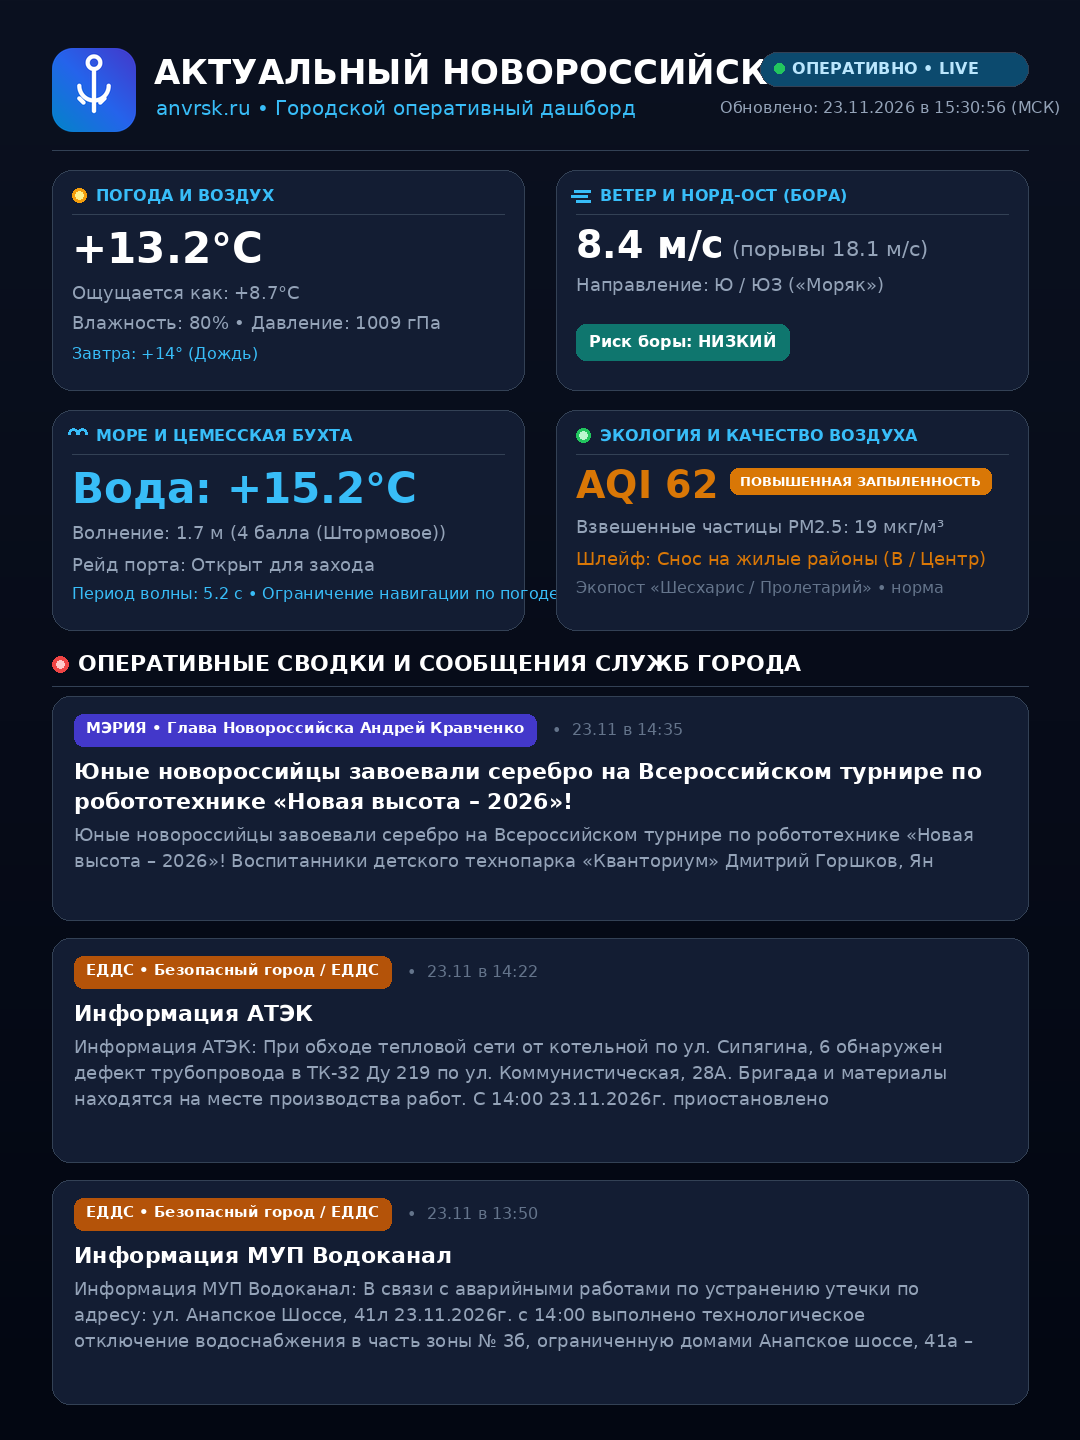 АКТУАЛЬНЫЙ НОВОРОССИЙСК
ОПЕРАТИВНО • LIVE
anvrsk.ru • Городской оперативный дашборд
Обновлено: 23.11.2026 в 15:30:56 (МСК)
ПОГОДА И ВОЗДУХ
+13.2°C
Ощущается как: +8.7°C
Влажность: 80% • Давление: 1009 гПа
Завтра: +14° (Дождь)
ВЕТЕР И НОРД-ОСТ (БОРА)
8.4 м/с (порывы 18.1 м/с)
Направление: Ю / ЮЗ («Моряк»)
Риск боры: НИЗКИЙ
МОРЕ И ЦЕМЕССКАЯ БУХТА
Вода: +15.2°C
Волнение: 1.7 м (4 балла (Штормовое))
Рейд порта: Открыт для захода
Период волны: 5.2 с • Ограничение навигации по погоде
ЭКОЛОГИЯ И КАЧЕСТВО ВОЗДУХА
AQI 62 ПОВЫШЕННАЯ ЗАПЫЛЕННОСТЬ
Взвешенные частицы PM2.5: 19 мкг/м³
Шлейф: Снос на жилые районы (В / Центр)
Экопост «Шесхарис / Пролетарий» • норма
ОПЕРАТИВНЫЕ СВОДКИ И СООБЩЕНИЯ СЛУЖБ ГОРОДА
МЭРИЯ • Глава Новороссийска Андрей Кравченко • 23.11 в 14:35
Юные новороссийцы завоевали серебро на Всероссийском турнире по
робототехнике «Новая высота – 2026»!
Юные новороссийцы завоевали серебро на Всероссийском турнире по робототехнике «Новая
высота – 2026»! Воспитанники детского технопарка «Кванториум» Дмитрий Горшков, Ян
ЕДДС • Безопасный город / ЕДДС • 23.11 в 14:22
Информация АТЭК
Информация АТЭК: При обходе тепловой сети от котельной по ул. Сипягина, 6 обнаружен
дефект трубопровода в ТК-32 Ду 219 по ул. Коммунистическая, 28А. Бригада и материалы
находятся на месте производства работ. С 14:00 23.11.2026г. приостановлено
ЕДДС • Безопасный город / ЕДДС • 23.11 в 13:50
Информация МУП Водоканал
Информация МУП Водоканал: В связи с аварийными работами по устранению утечки по
адресу: ул. Анапское Шоссе, 41л 23.11.2026г. с 14:00 выполнено технологическое
отключение водоснабжения в часть зоны № 3б, ограниченную домами Анапское шоссе, 41а –